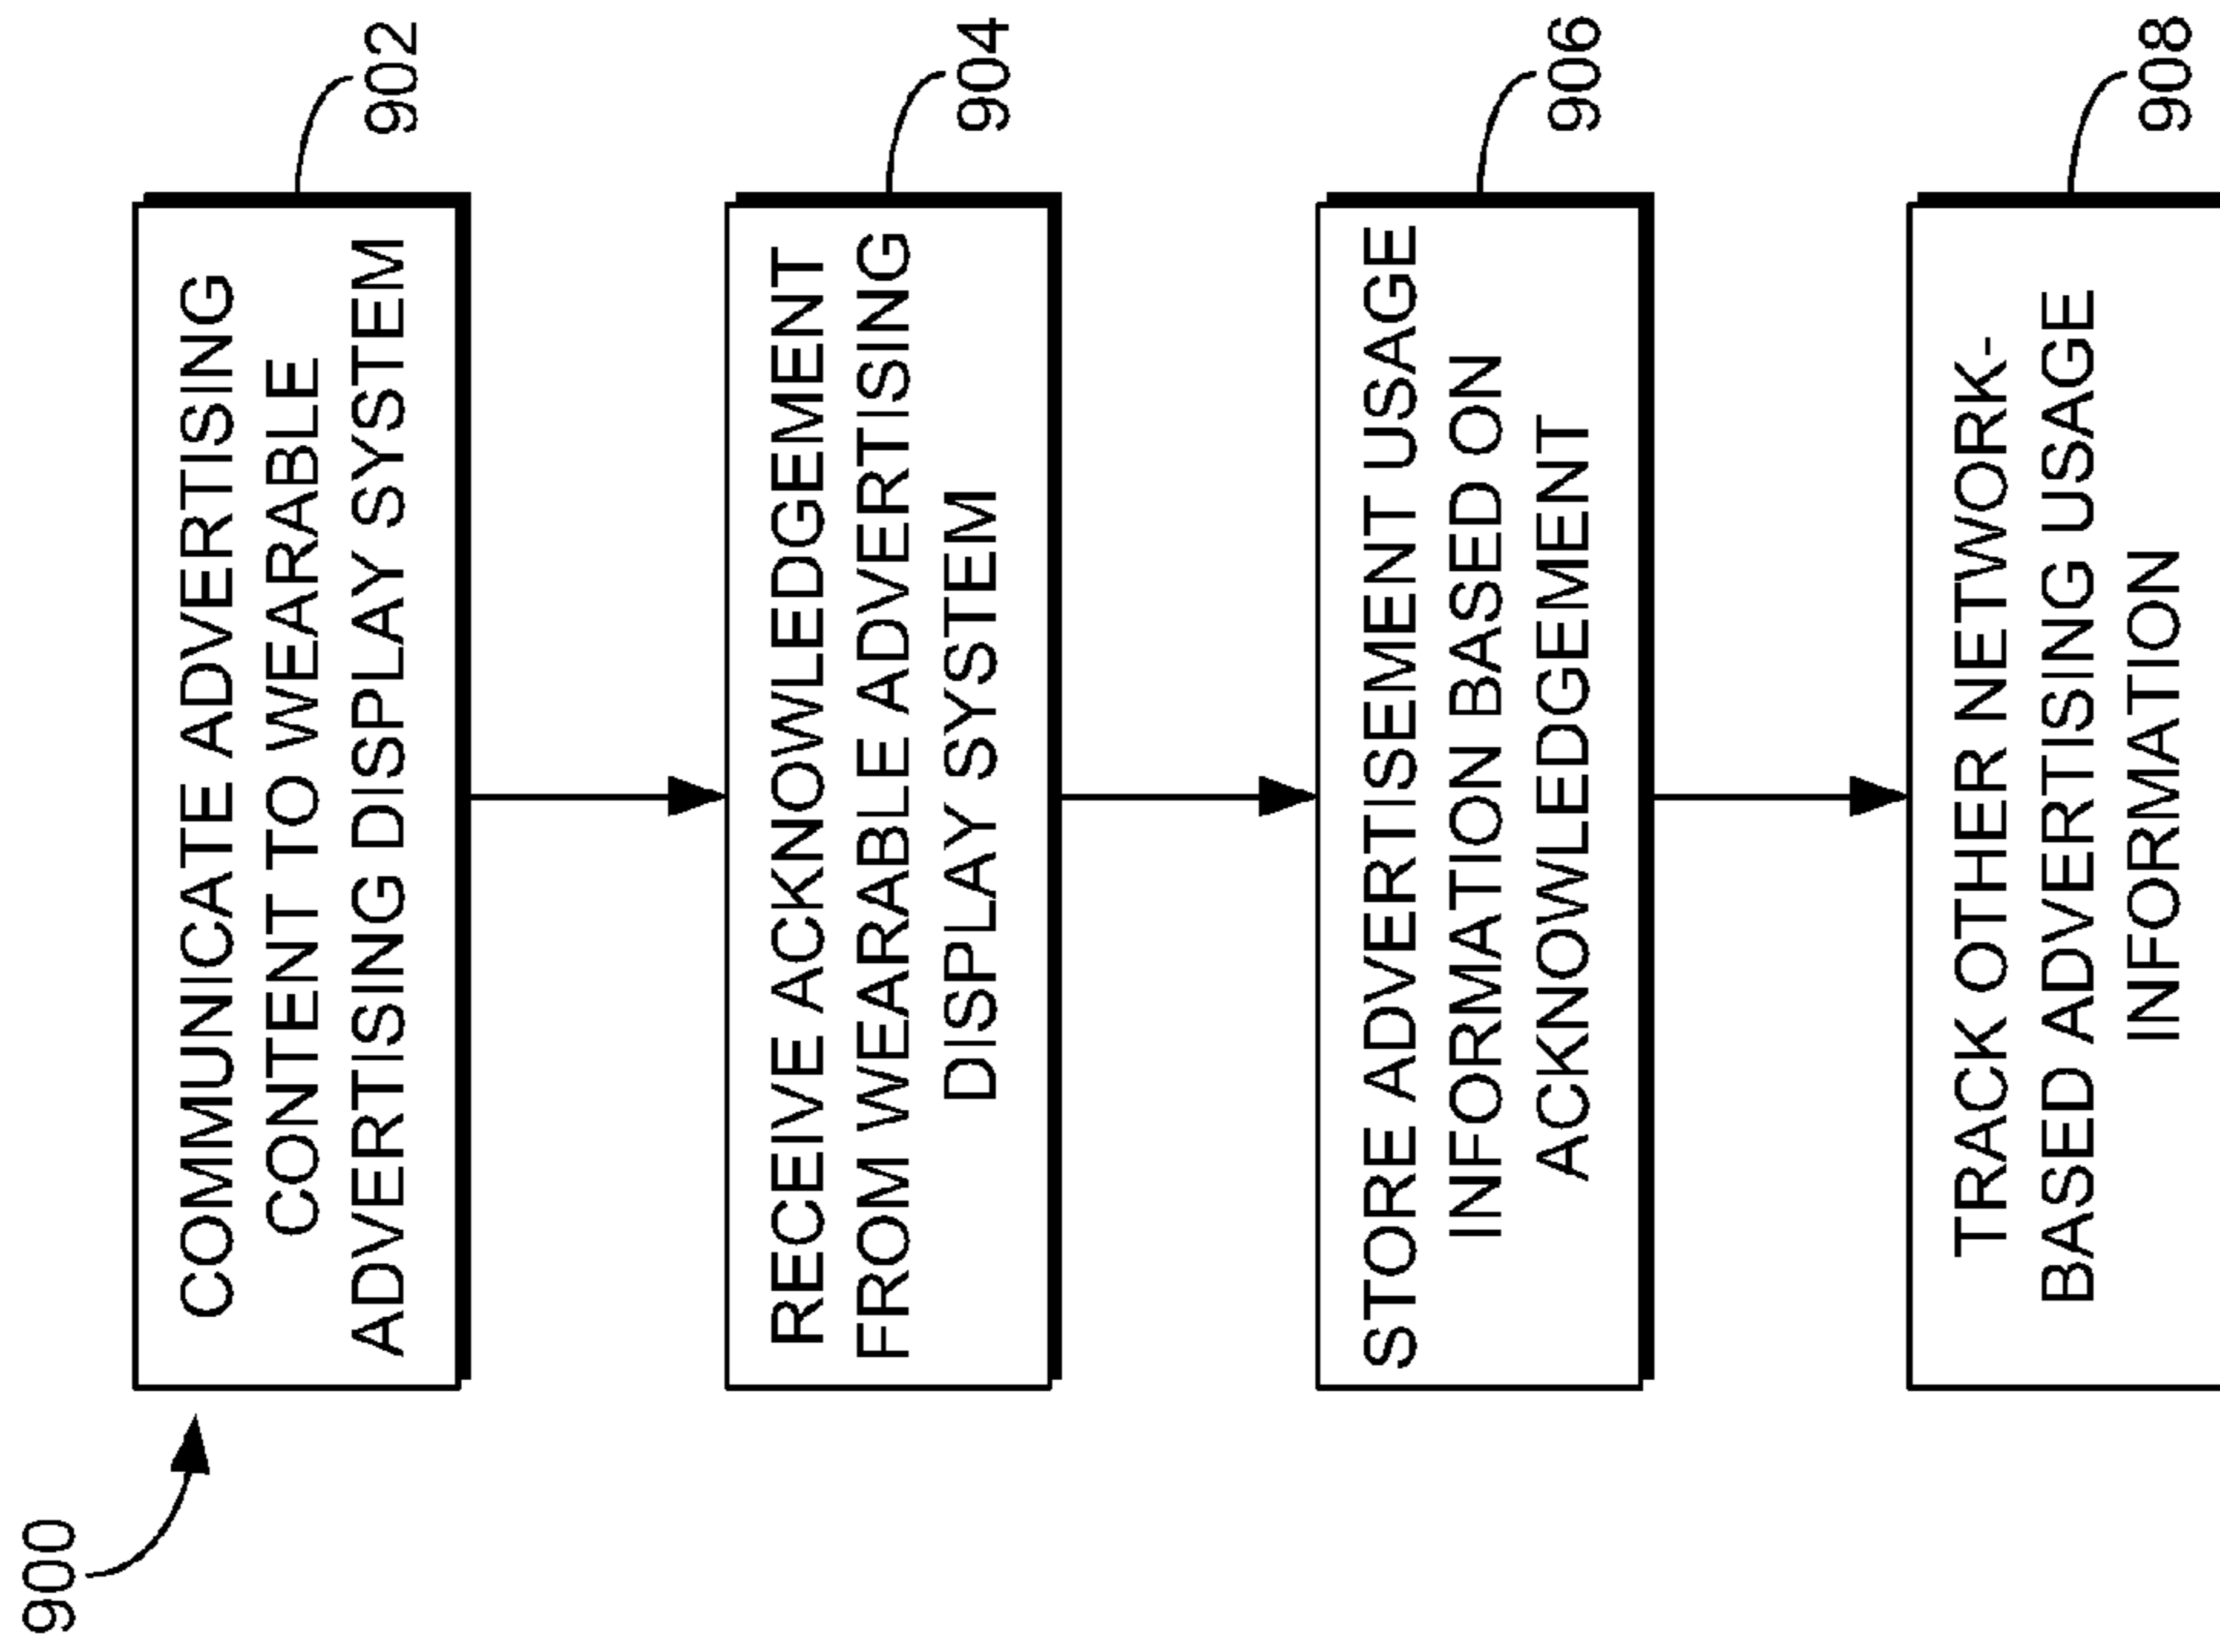 900
COMMUNICATE ADVERTISING
CONTENT TO WEARABLE
ADVERTISING DISPLAY SYSTEM
902
RECEIVE ACKNOWLEDGEMENT
FROM WEARABLE ADVERTISING
DISPLAY SYSTEM
904
STORE ADVERTISEMENT USAGE
INFORMATION BASED ON
ACKNOWLEDGEMENT
906
TRACK OTHER NETWORK-
BASED ADVERTISING USAGE
INFORMATION
908